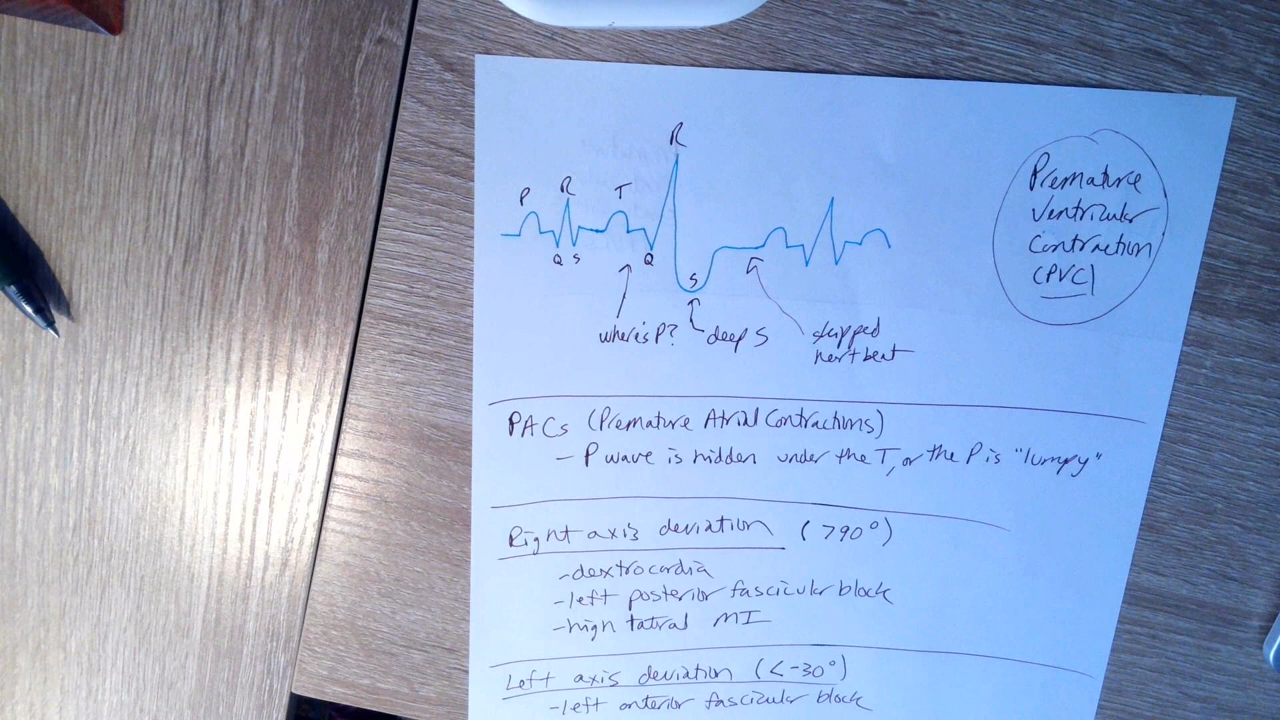 R
P R T
Q S Q
S
where's P?
deep S
skipped
heartbeat
Premature
Ventricular
Contraction
(PVC)
PACs (Premature Atrial Contractions)
- P wave is hidden under the T, or the P is "lumpy"
Right axis deviation (>90°)
- dextrocardia
- left posterior fascicular block
- high lateral MI
Left axis deviation (<-30°)
- left anterior fascicular block